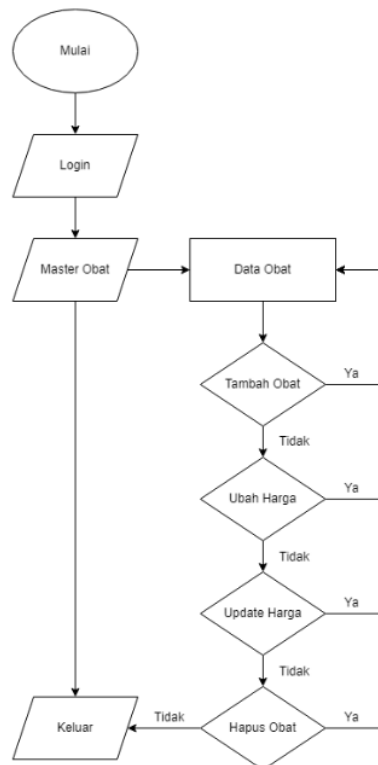 Mulai
Login
Master Obat
Data Obat
Tambah Obat
Ya
Tidak
Ubah Harga
Ya
Tidak
Update Harga
Ya
Tidak
Keluar
Tidak
Hapus Obat
Ya